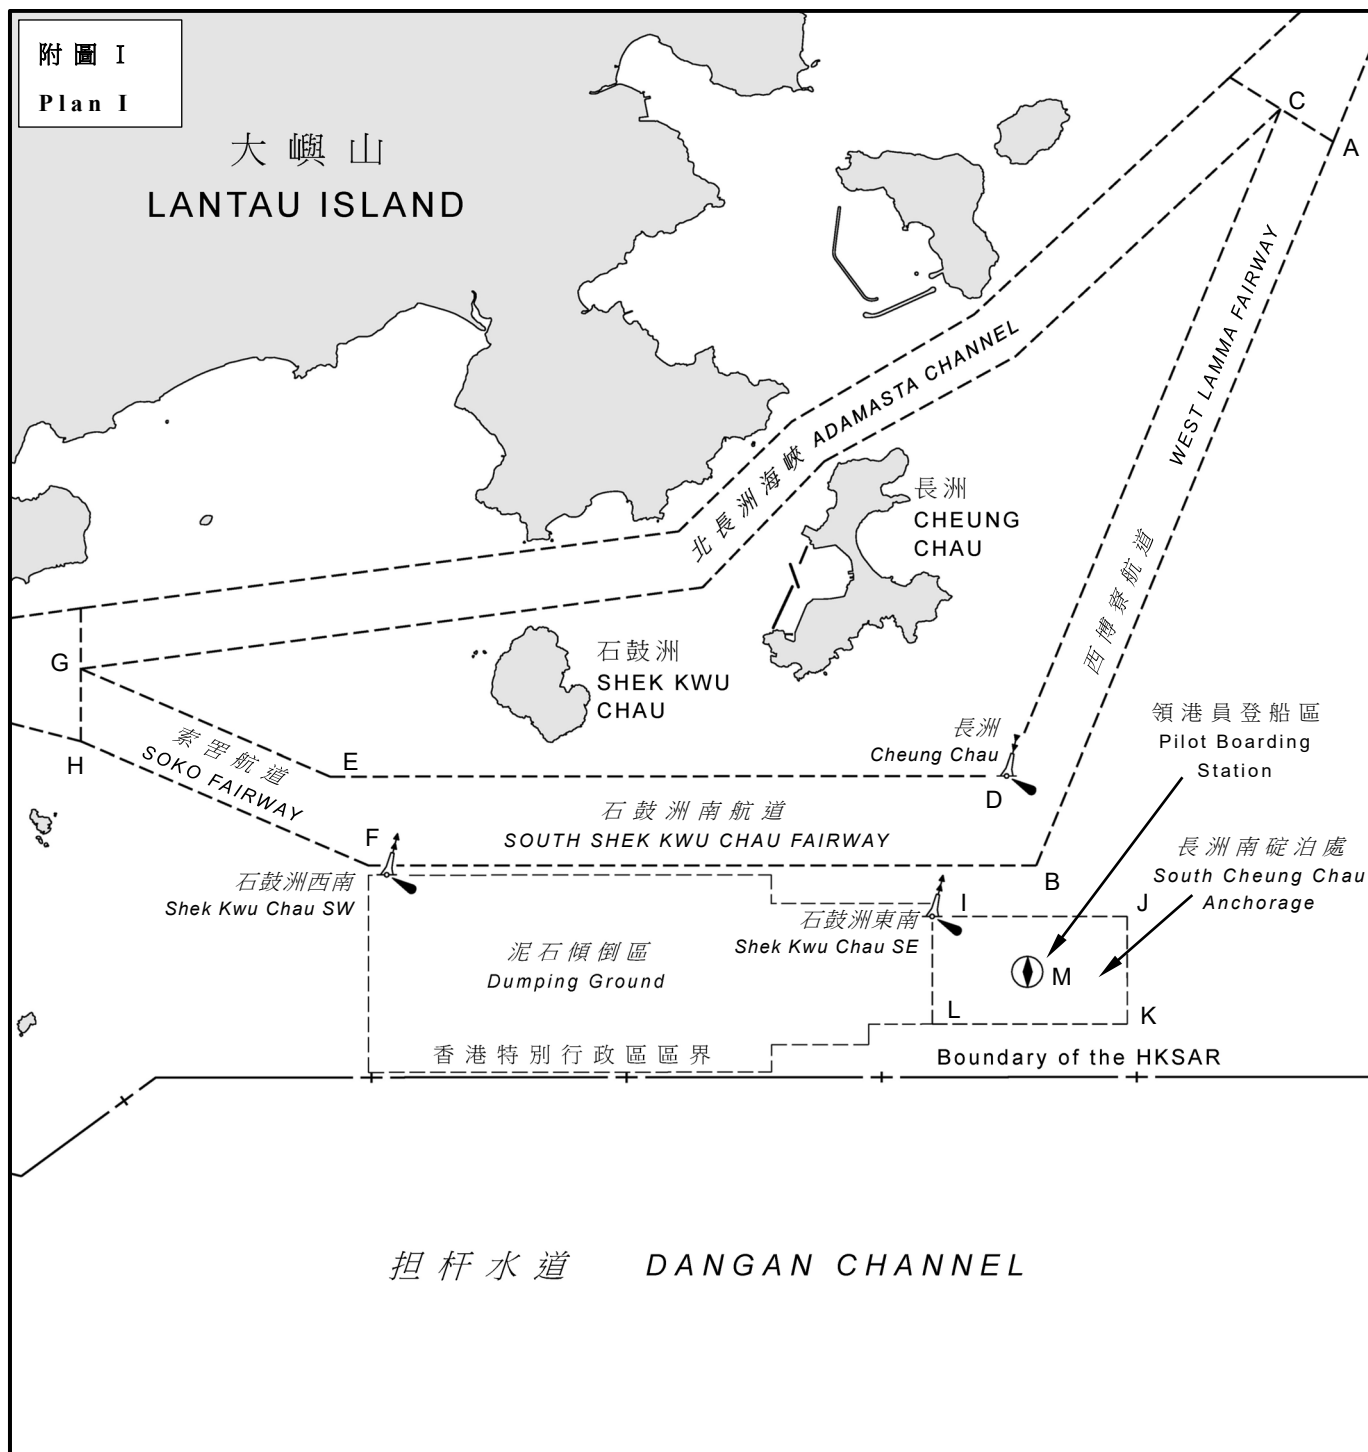 附圖 I
Plan I
大嶼山
LANTAU ISLAND
C
A
WEST LAMMA FAIRWAY
西博寮航道
北長洲海峽 ADAMASTA CHANNEL
長洲
CHEUNG
CHAU
石鼓洲
SHEK KWU
CHAU
G
H
索罟航道
SOKO FAIRWAY
E
長洲
Cheung Chau
D
領港員登船區
Pilot Boarding
Station
石鼓洲南航道
SOUTH SHEK KWU CHAU FAIRWAY
F
B
長洲南碇泊處
South Cheung Chau
Anchorage
石鼓洲西南
Shek Kwu Chau SW
石鼓洲東南
Shek Kwu Chau SE
I
J
泥石傾倒區
Dumping Ground
M
L
K
香港特別行政區區界
Boundary of the HKSAR
担杆水道 DANGAN CHANNEL